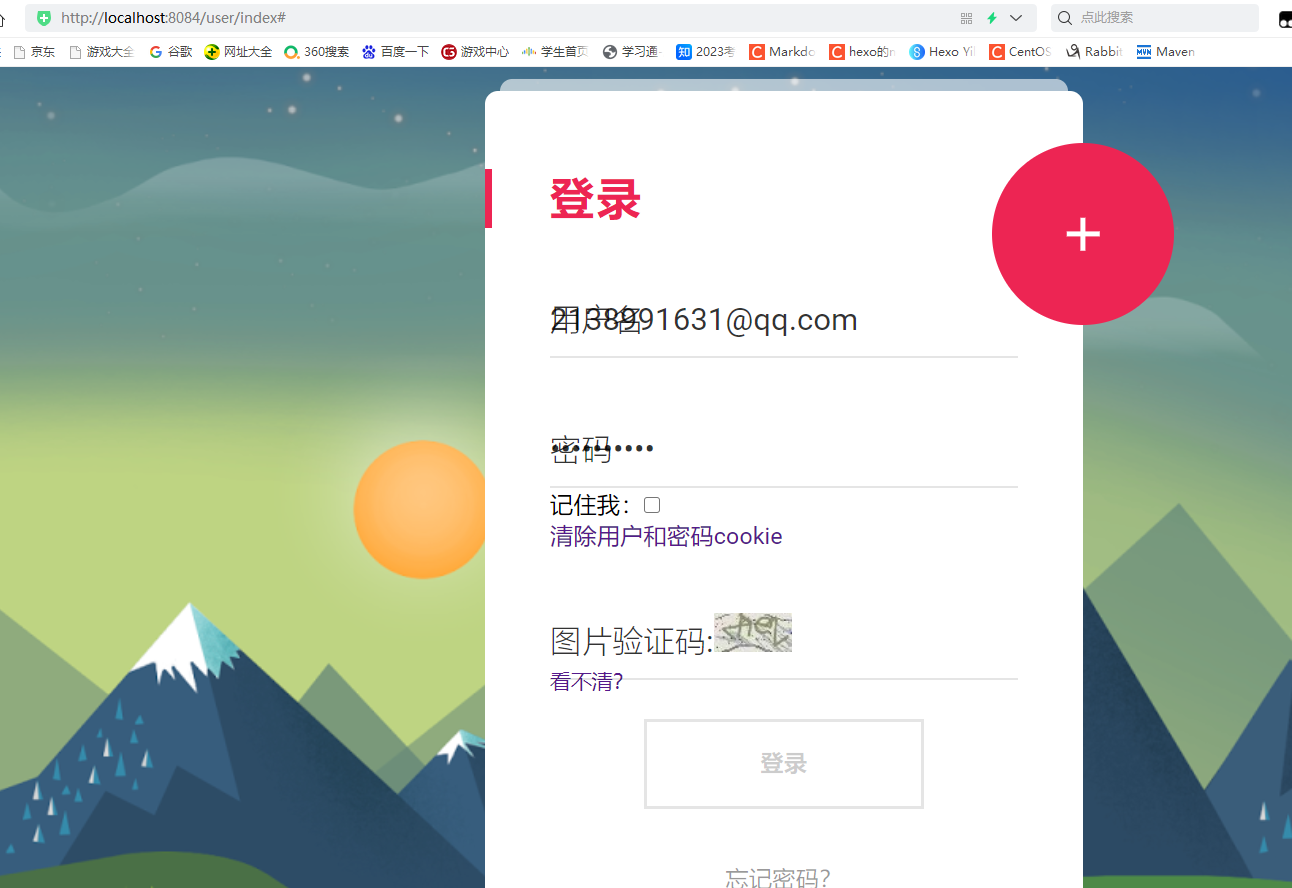 http://localhost:8084/user/index#
点此搜索
京东 游戏大全 谷歌 网址大全 360搜索 百度一下 游戏中心 学生首页 学习通 2023考 Markdo hexo的n Hexo Yil CentOS Rabbit Maven
登录
+
用户名
2138991631@qq.com
密码
••••••••••
记住我：
清除用户和密码cookie
图片验证码:
看不清?
登录
忘记密码?